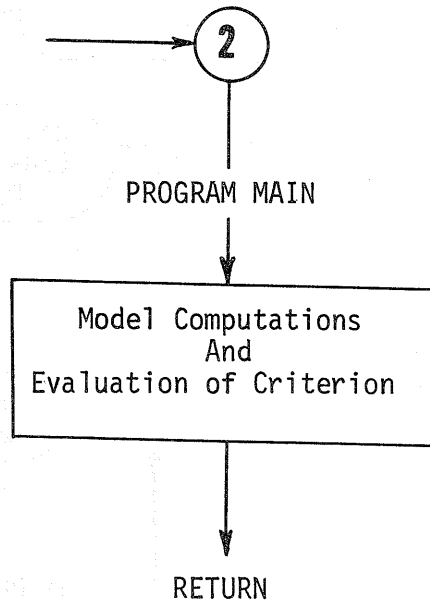 2
PROGRAM MAIN
Model Computations
And
Evaluation of Criterion
RETURN